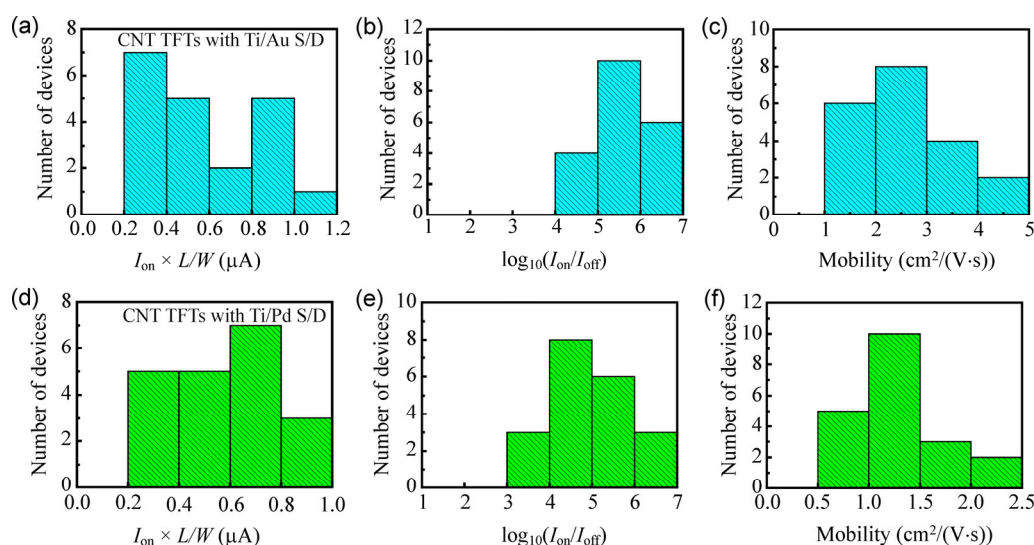 (a)
CNT TFTs with Ti/Au S/D
Number of devices
8
6
4
2
0
0.0 0.2 0.4 0.6 0.8 1.0 1.2
Ion × L/W (μA)
(b)
Number of devices
12
10
8
6
4
2
0
1 2 3 4 5 6 7
log10(Ion/Ioff)
(c)
Number of devices
10
8
6
4
2
0
0 1 2 3 4 5
Mobility (cm²/(V·s))
(d)
CNT TFTs with Ti/Pd S/D
Number of devices
8
6
4
2
0
0.0 0.2 0.4 0.6 0.8 1.0
Ion × L/W (μA)
(e)
Number of devices
10
8
6
4
2
0
1 2 3 4 5 6 7
log10(Ion/Ioff)
(f)
Number of devices
12
10
8
6
4
2
0
0.0 0.5 1.0 1.5 2.0 2.5
Mobility (cm²/(V·s))